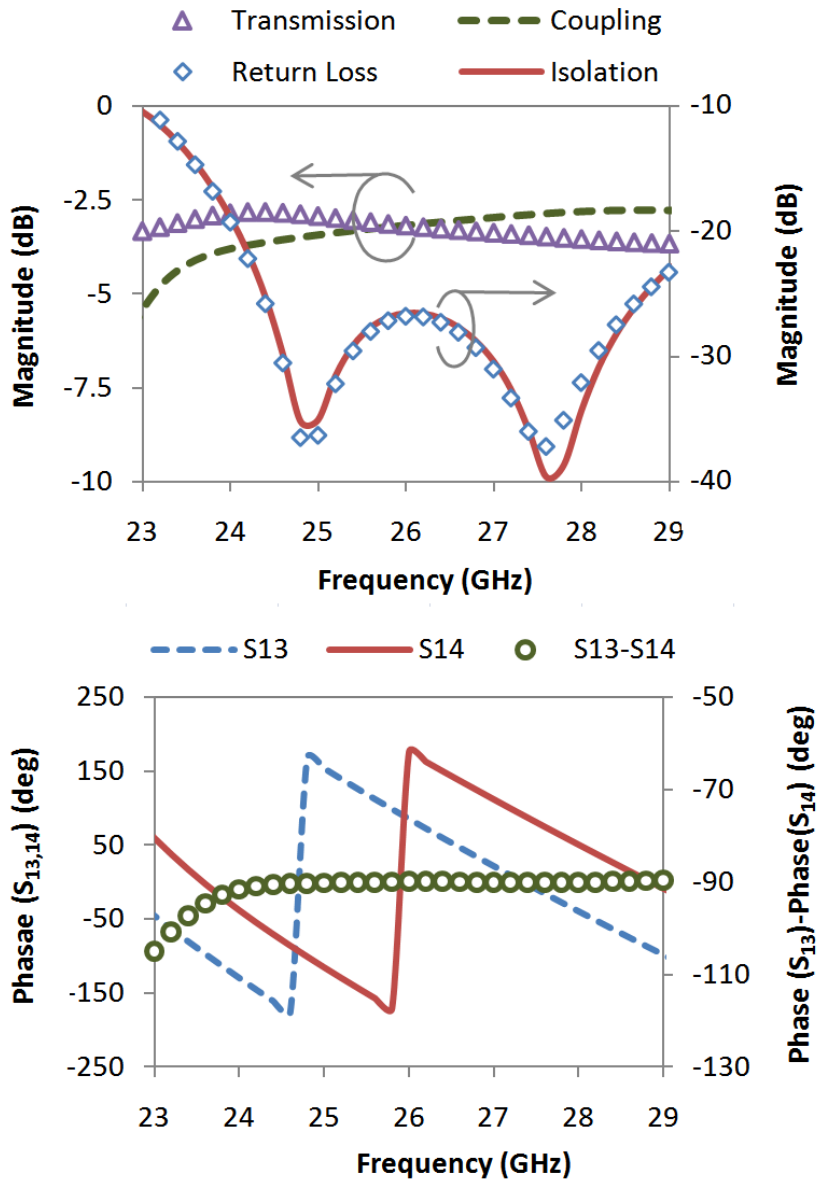 Transmission Coupling
Return Loss Isolation
0 -10
-2.5
-20
-5
-30
-7.5
-10 -40
23 24 25 26 27 28 29
Magnitude (dB)
Magnitude (dB)
Frequency (GHz)
S13 S14 S13-S14
250 -50
150 -70
50
-90
-50
-110
-150
-250 -130
23 24 25 26 27 28 29
Phasae (S13,14) (deg)
Phase (S13)-Phase(S14) (deg)
Frequency (GHz)